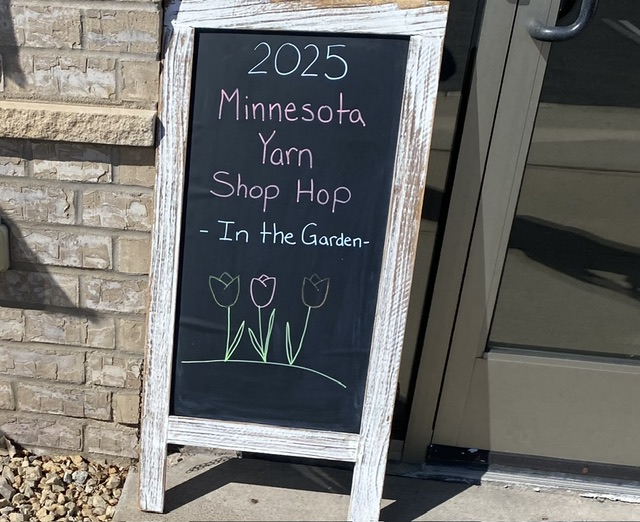 2025
Minnesota
Yarn
Shop Hop
- In the Garden-